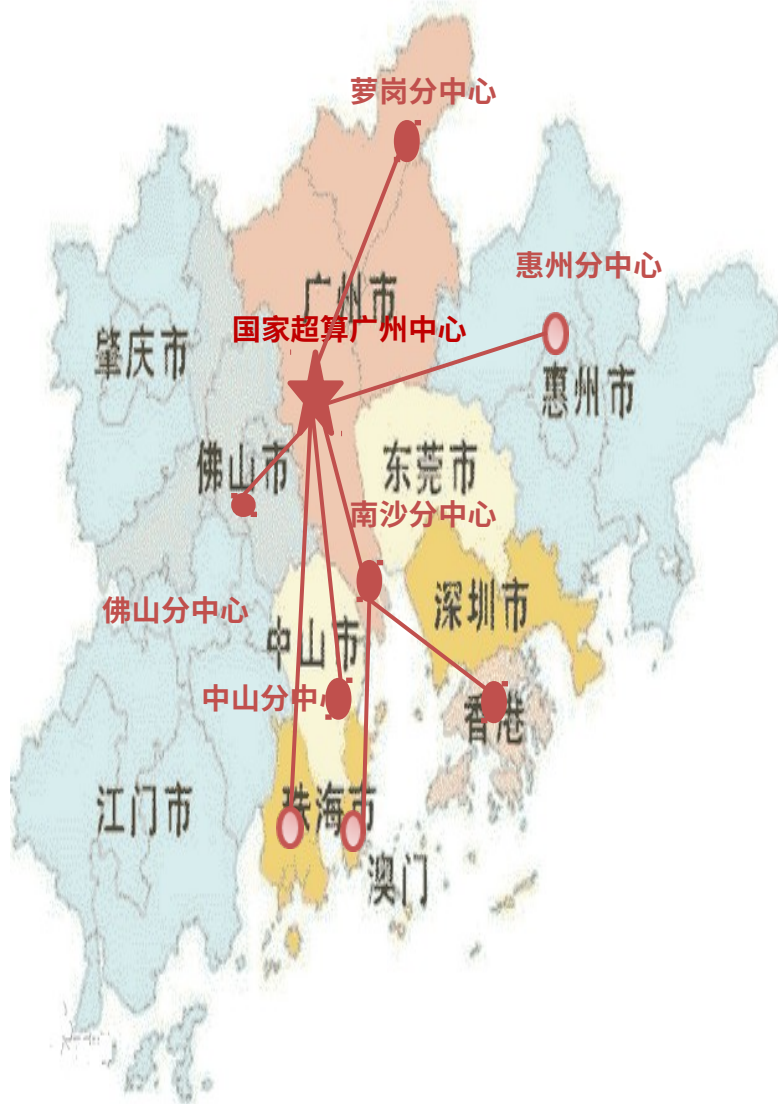 萝岗分中心
惠州分中心
广州市
国家超算广州中心
肇庆市
惠州市
佛山市
东莞市
南沙分中心
深圳市
佛山分中心
中山市
中山分中心
香港
珠海市
江门市
澳门